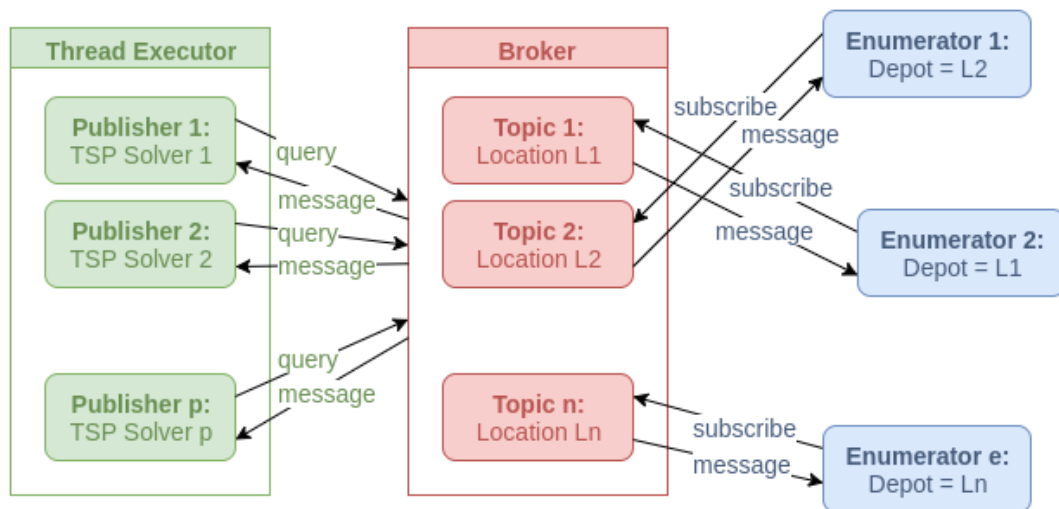 Thread Executor
Publisher 1:
TSP Solver 1
Publisher 2:
TSP Solver 2
Publisher p:
TSP Solver p
query
message
query
message
query
message
Broker
Topic 1:
Location L1
Topic 2:
Location L2
Topic n:
Location Ln
subscribe
message
subscribe
message
subscribe
message
Enumerator 1:
Depot = L2
Enumerator 2:
Depot = L1
Enumerator e:
Depot = Ln